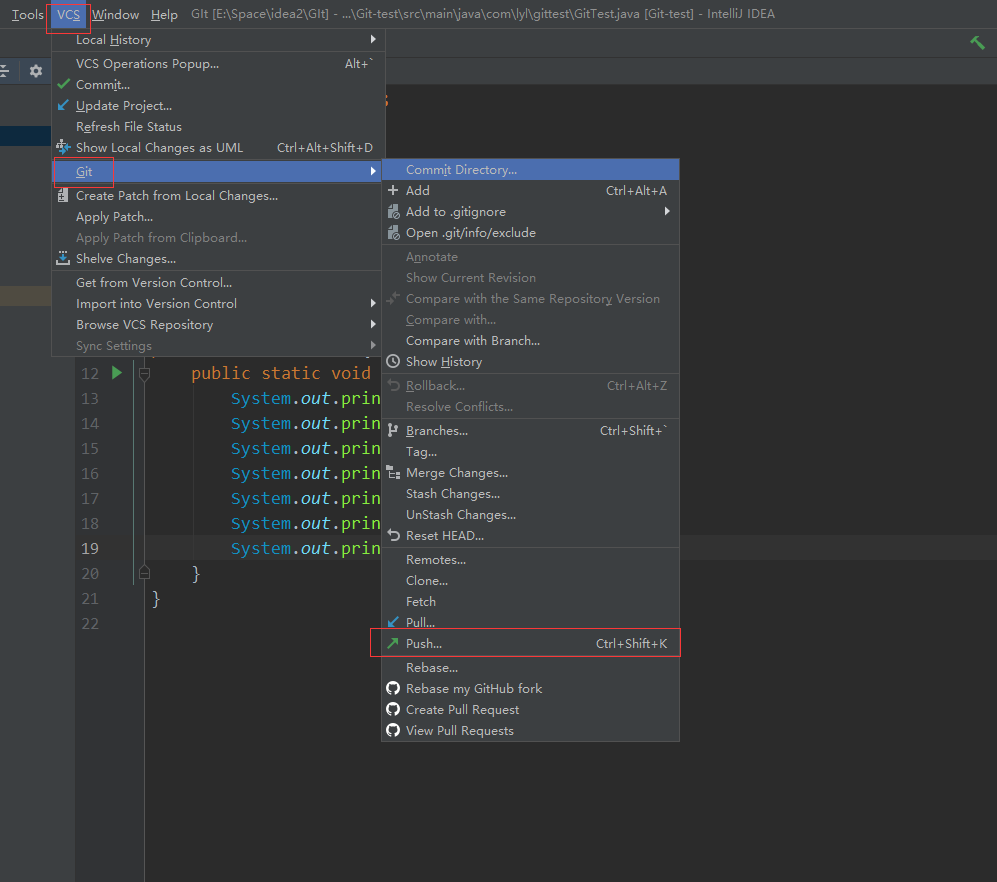 Tools VCS Window Help GIt [E:\Space\idea2\GIt] - ...\Git-test\src\main\java\com\lyl\gittest\GitTest.java [Git-test] - IntelliJ IDEA
Local History
VCS Operations Popup... Alt+`
Commit...
Update Project...
Refresh File Status
Show Local Changes as UML Ctrl+Alt+Shift+D
Git
Create Patch from Local Changes...
Apply Patch...
Apply Patch from Clipboard...
Shelve Changes...
Get from Version Control...
Import into Version Control
Browse VCS Repository
Sync Settings
Commit Directory...
Add Ctrl+Alt+A
Add to .gitignore
Open .git/info/exclude
Annotate
Show Current Revision
Compare with the Same Repository Version
Compare with...
Compare with Branch...
Show History
Rollback... Ctrl+Alt+Z
Resolve Conflicts...
Branches... Ctrl+Shift+`
Tag...
Merge Changes...
Stash Changes...
UnStash Changes...
Reset HEAD...
Remotes...
Clone...
Fetch
Pull...
Push... Ctrl+Shift+K
Rebase...
Rebase my GitHub fork
Create Pull Request
View Pull Requests
12 public static void
13 System.out.prin
14 System.out.prin
15 System.out.prin
16 System.out.prin
17 System.out.prin
18 System.out.prin
19 System.out.prin
20 }
21 }
22